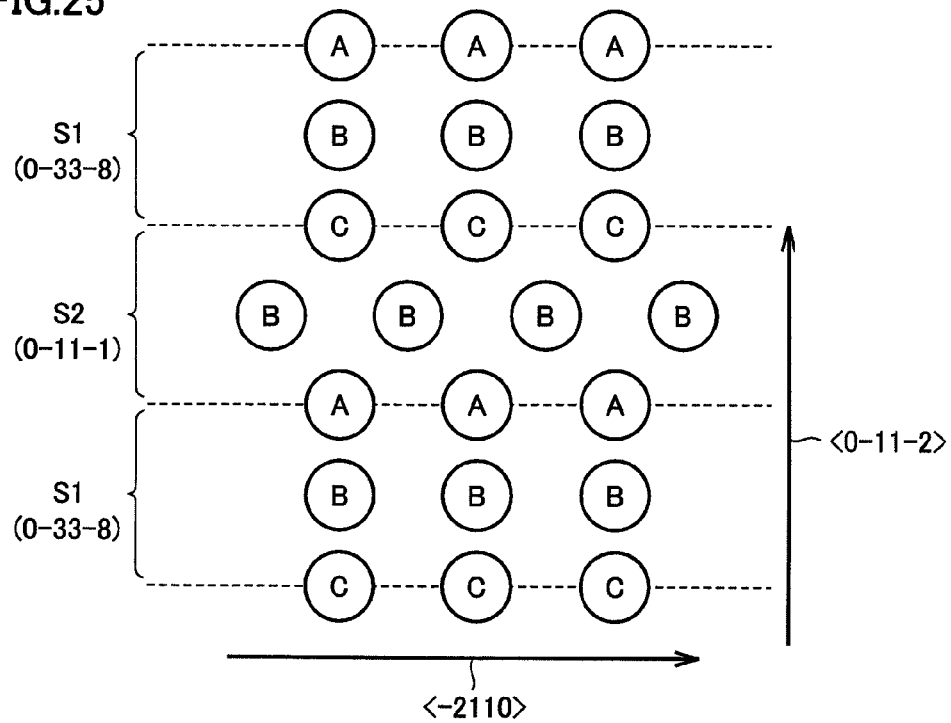 FIG.25
A A A
B B B
S1
(0-33-8)
C C C
B B B B
S2
(0-11-1)
A A A
<0-11-2>
B B B
S1
(0-33-8)
C C C
<-2110>